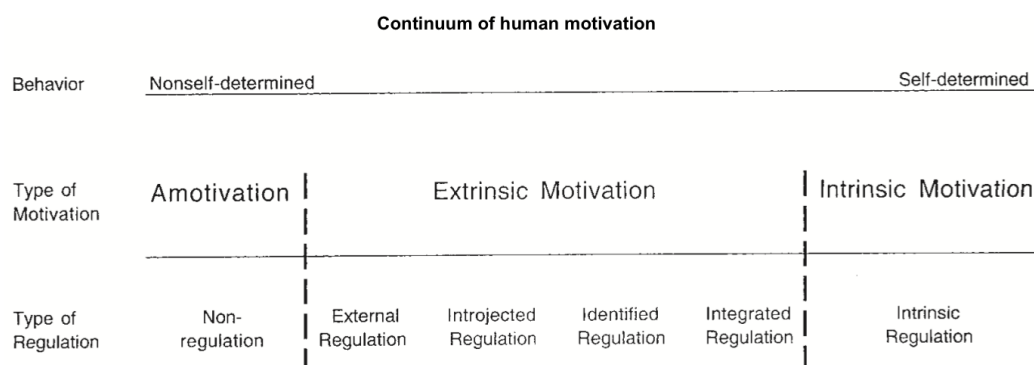 Continuum of human motivation
Behavior Nonself-determined Self-determined
Type of Motivation Amotivation Extrinsic Motivation Intrinsic Motivation
Type of Regulation Non-regulation External Regulation Introjected Regulation Identified Regulation Integrated Regulation Intrinsic Regulation